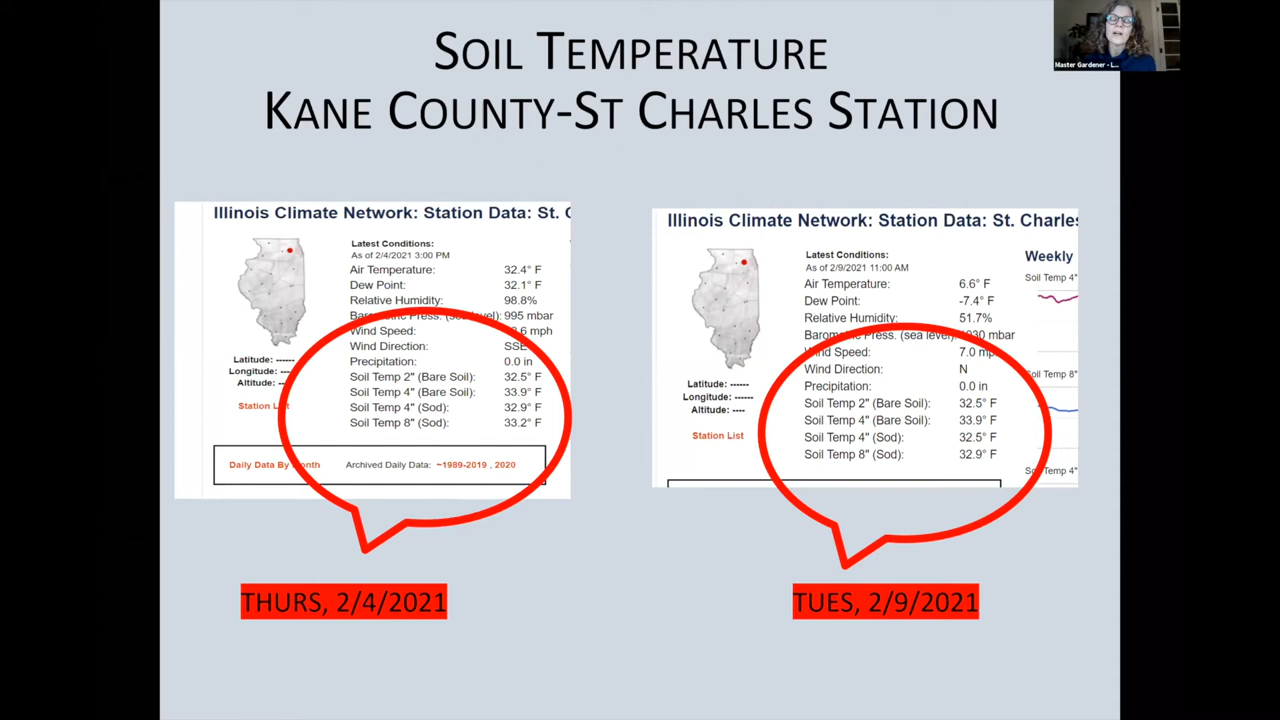 SOIL TEMPERATURE
KANE COUNTY-ST CHARLES STATION
Master Gardener - L...
Illinois Climate Network: Station Data: St.
Latest Conditions:
As of 2/4/2021 3:00 PM
Air Temperature: 32.4° F
Dew Point: 32.1° F
Relative Humidity: 98.8%
Barometric Press. (sea level): 995 mbar
Wind Speed: .6 mph
Wind Direction: SSE
Precipitation: 0.0 in
Soil Temp 2" (Bare Soil): 32.5° F
Soil Temp 4" (Bare Soil): 33.9° F
Soil Temp 4" (Sod): 32.9° F
Soil Temp 8" (Sod): 33.2° F
Latitude: ------
Longitude: ----
Altitude: --
Station List
Daily Data By Month Archived Daily Data: ~1989-2019 , 2020
THURS, 2/4/2021
Illinois Climate Network: Station Data: St. Charles
Latest Conditions:
As of 2/9/2021 11:00 AM
Air Temperature: 6.6° F
Dew Point: -7.4° F
Relative Humidity: 51.7%
Barometric Press. (sea level): 1030 mbar
Wind Speed: 7.0 mph
Wind Direction: N
Precipitation: 0.0 in
Soil Temp 2" (Bare Soil): 32.5° F
Soil Temp 4" (Bare Soil): 33.9° F
Soil Temp 4" (Sod): 32.5° F
Soil Temp 8" (Sod): 32.9° F
Latitude: ------
Longitude: ------
Altitude: ----
Station List
Weekly
Soil Temp 4"
Soil Temp 8"
Soil Temp 4"
TUES, 2/9/2021